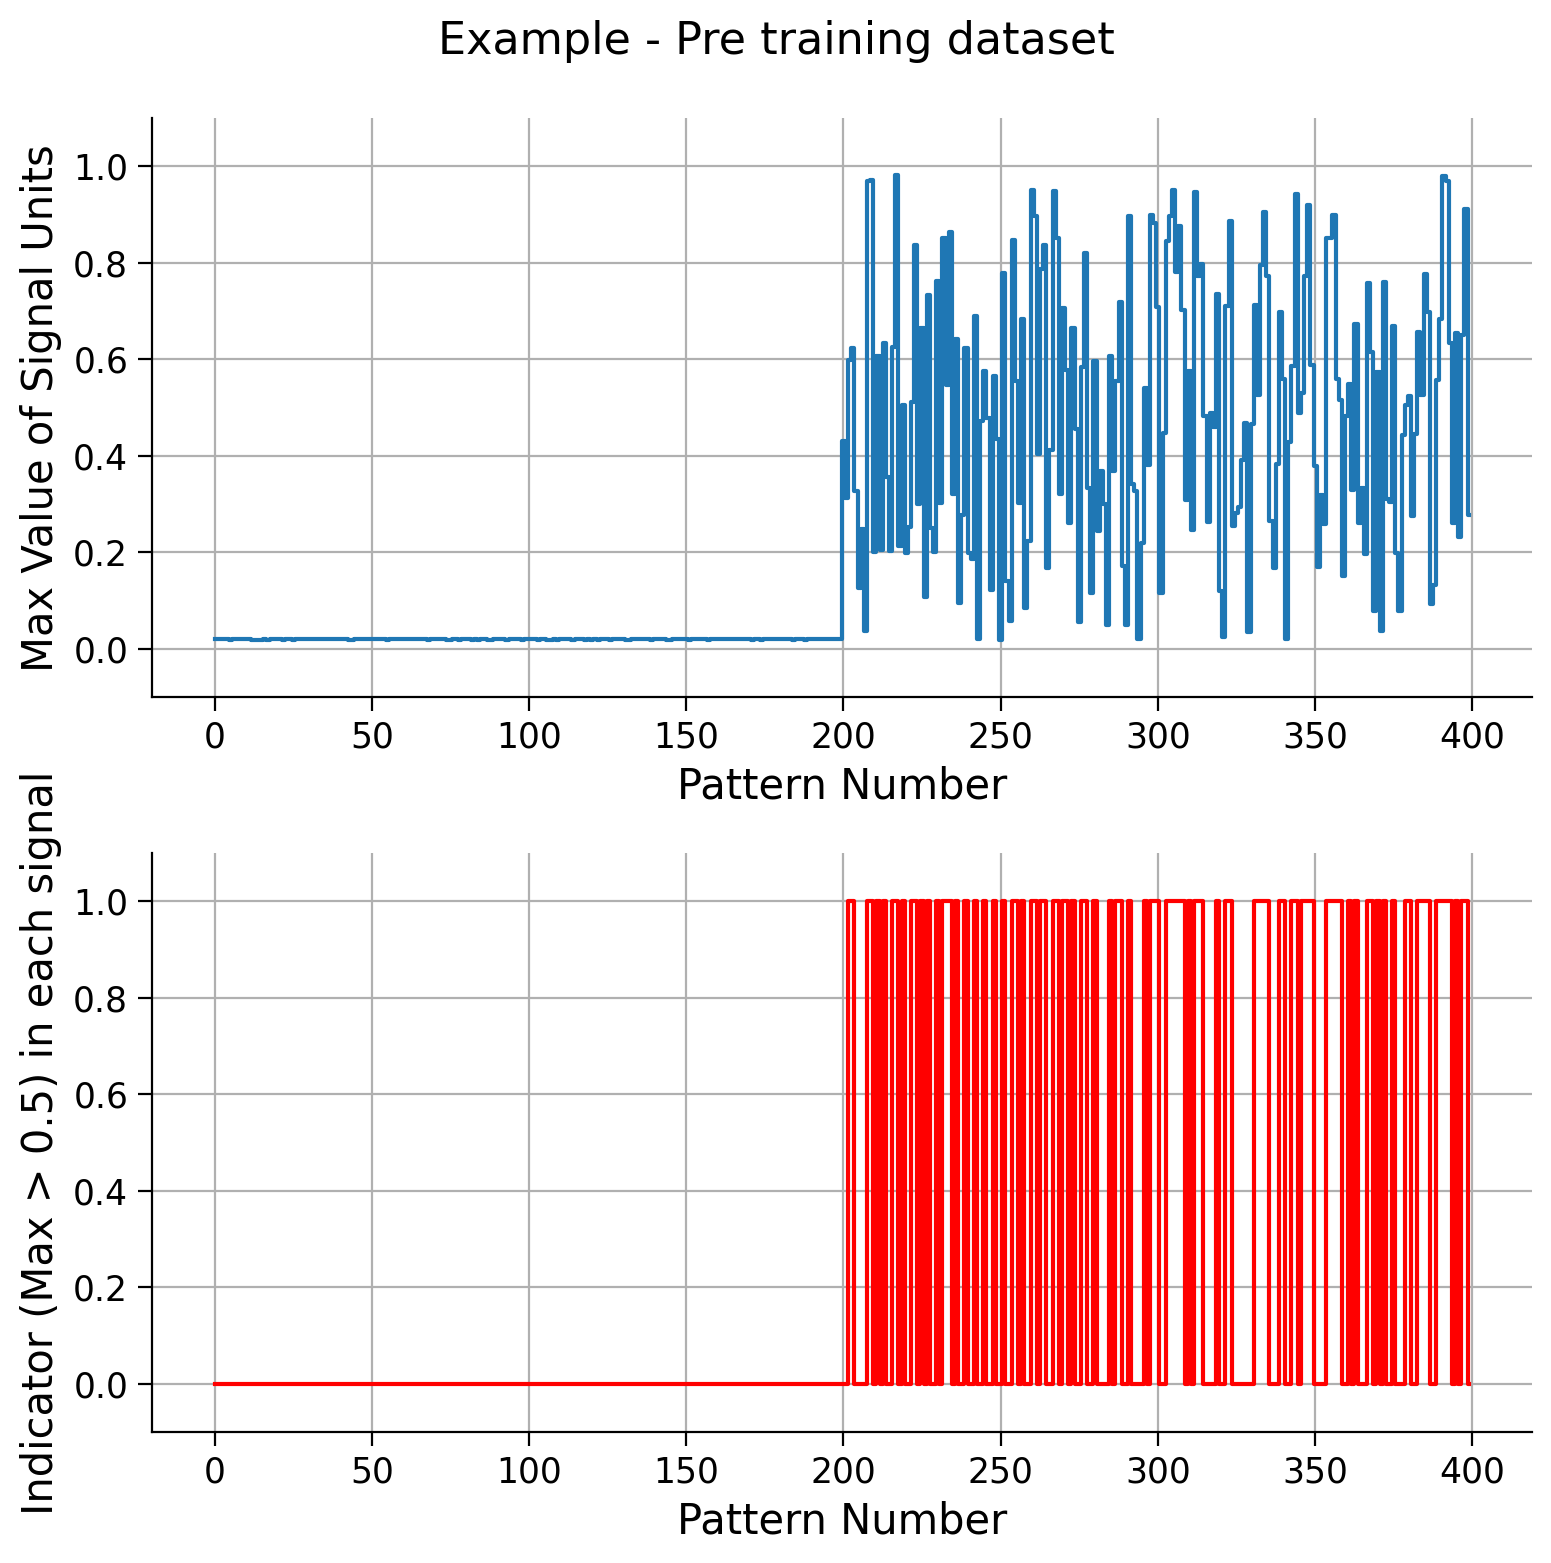 Example - Pre training dataset
Max Value of Signal Units
1.0
0.8
0.6
0.4
0.2
0.0
0 50 100 150 200 250 300 350 400
Pattern Number
Indicator (Max > 0.5) in each signal
1.0
0.8
0.6
0.4
0.2
0.0
0 50 100 150 200 250 300 350 400
Pattern Number